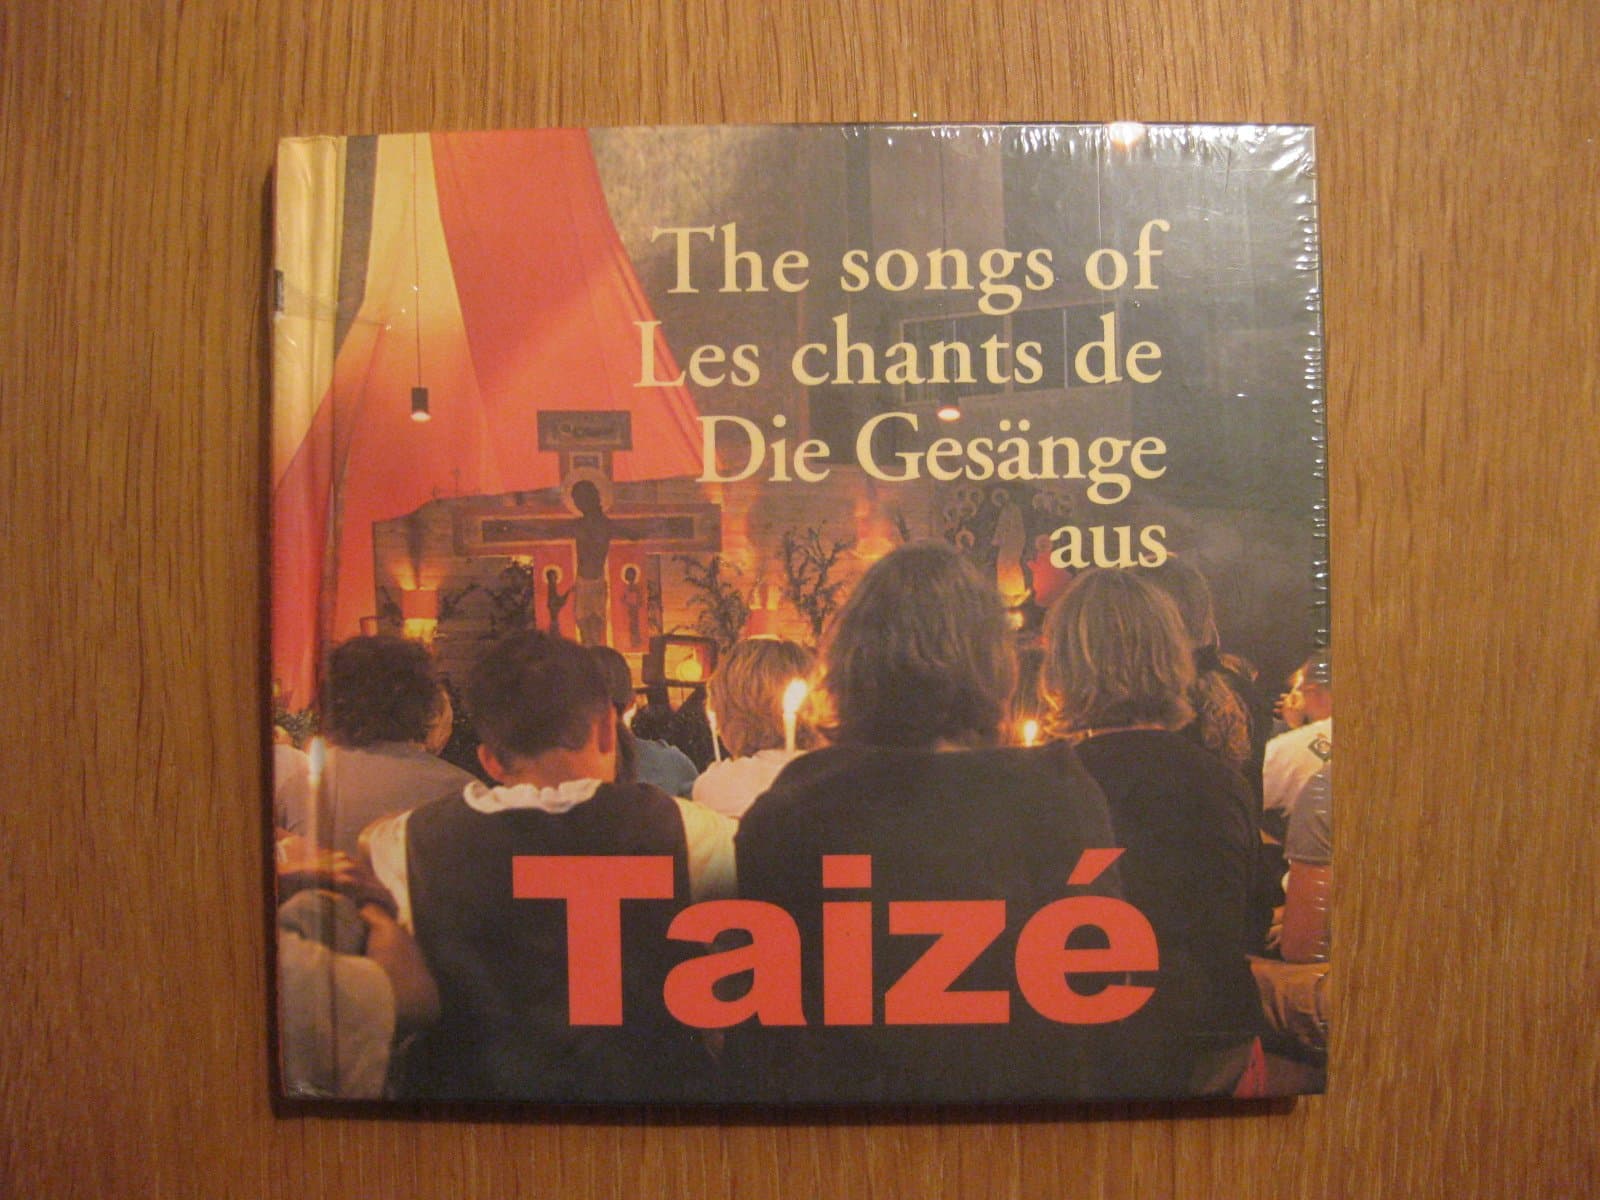 The songs of
Les chants de
Die Gesänge
aus
Taizé